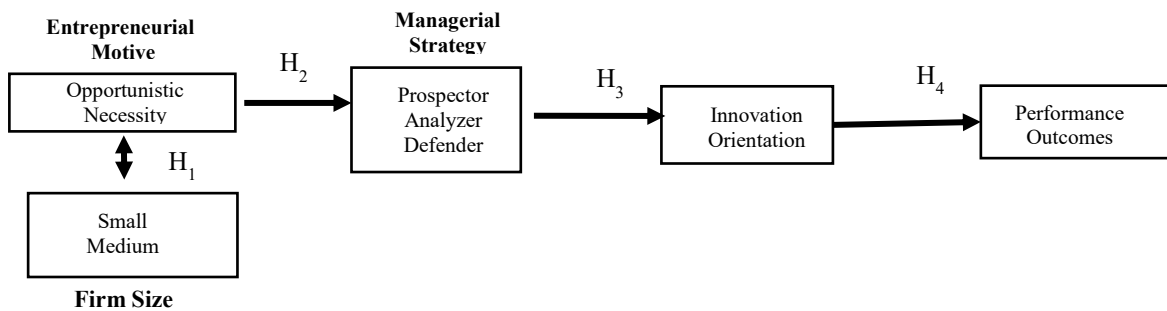 Entrepreneurial
Motive
Opportunistic
Necessity
H1
Small
Medium
Firm Size
H2
Managerial
Strategy
Prospector
Analyzer
Defender
H3
Innovation
Orientation
H4
Performance
Outcomes